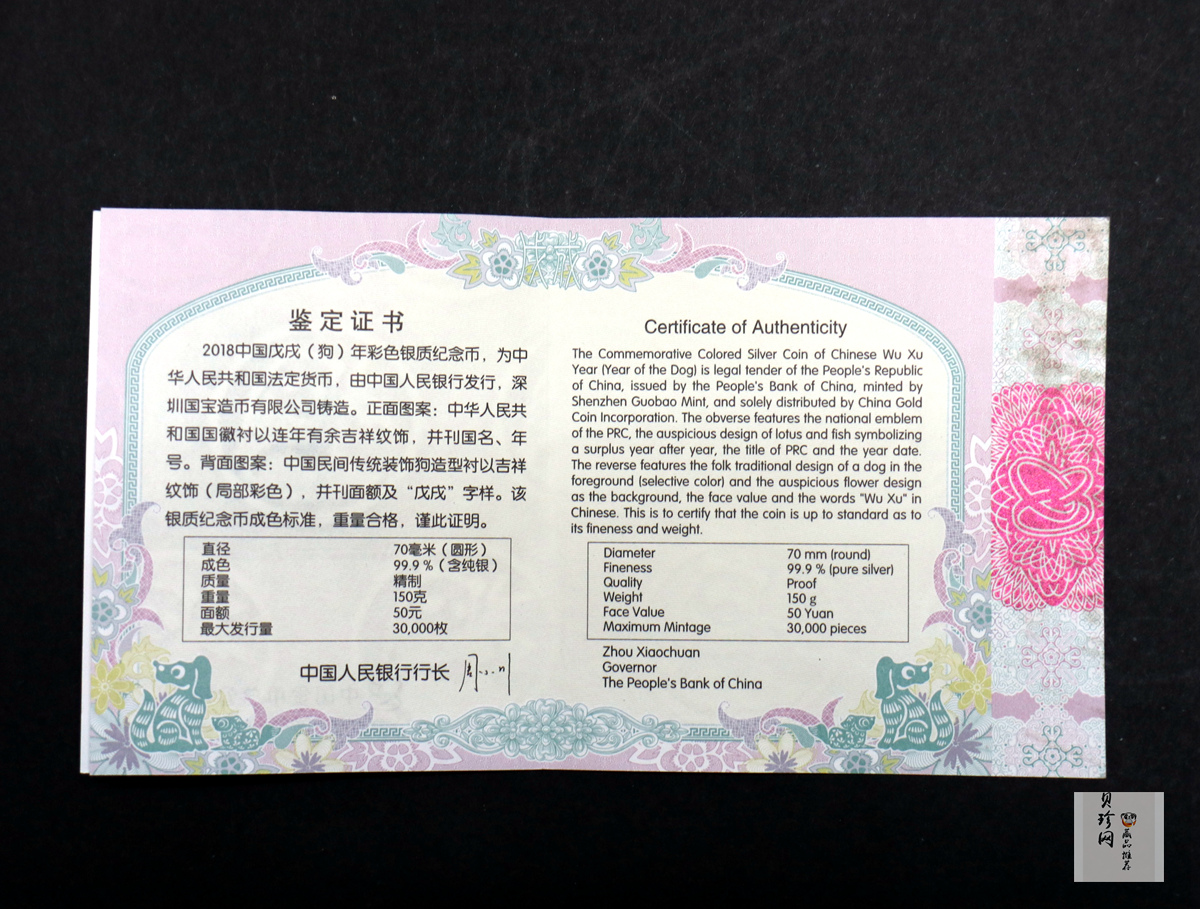 鉴定证书
2018中国戊戌（狗）年彩色银质纪念币，为中
华人民共和国法定货币，由中国人民银行发行，深
圳国宝造币有限公司铸造。正面图案：中华人民共
和国国徽衬以连年有余吉祥纹饰，并刊国名、年
号。背面图案：中国民间传统装饰狗造型衬以吉祥
纹饰（局部彩色），并刊面额及“戊戌”字样。该
银质纪念币成色标准，重量合格，谨此证明。
直径 70毫米（圆形）
成色 99.9 %（含纯银）
质量 精制
重量 150克
面额 50元
最大发行量 30,000枚
中国人民银行行长 周小川
Certificate of Authenticity
The Commemorative Colored Silver Coin of Chinese Wu Xu
Year (Year of the Dog) is legal tender of the People's Republic
of China, issued by the People's Bank of China, minted by
Shenzhen Guobao Mint, and solely distributed by China Gold
Coin Incorporation. The obverse features the national emblem
of the PRC, the auspicious design of lotus and fish symbolizing
a surplus year after year, the title of PRC and the year date.
The reverse features the folk traditional design of a dog in the
foreground (selective color) and the auspicious flower design
as the background, the face value and the words "Wu Xu" in
Chinese. This is to certify that the coin is up to standard as to
its fineness and weight.
Diameter 70 mm (round)
Fineness 99.9 % (pure silver)
Quality Proof
Weight 150 g
Face Value 50 Yuan
Maximum Mintage 30,000 pieces
Zhou Xiaochuan
Governor
The People's Bank of China
贝珍网
藏品推荐